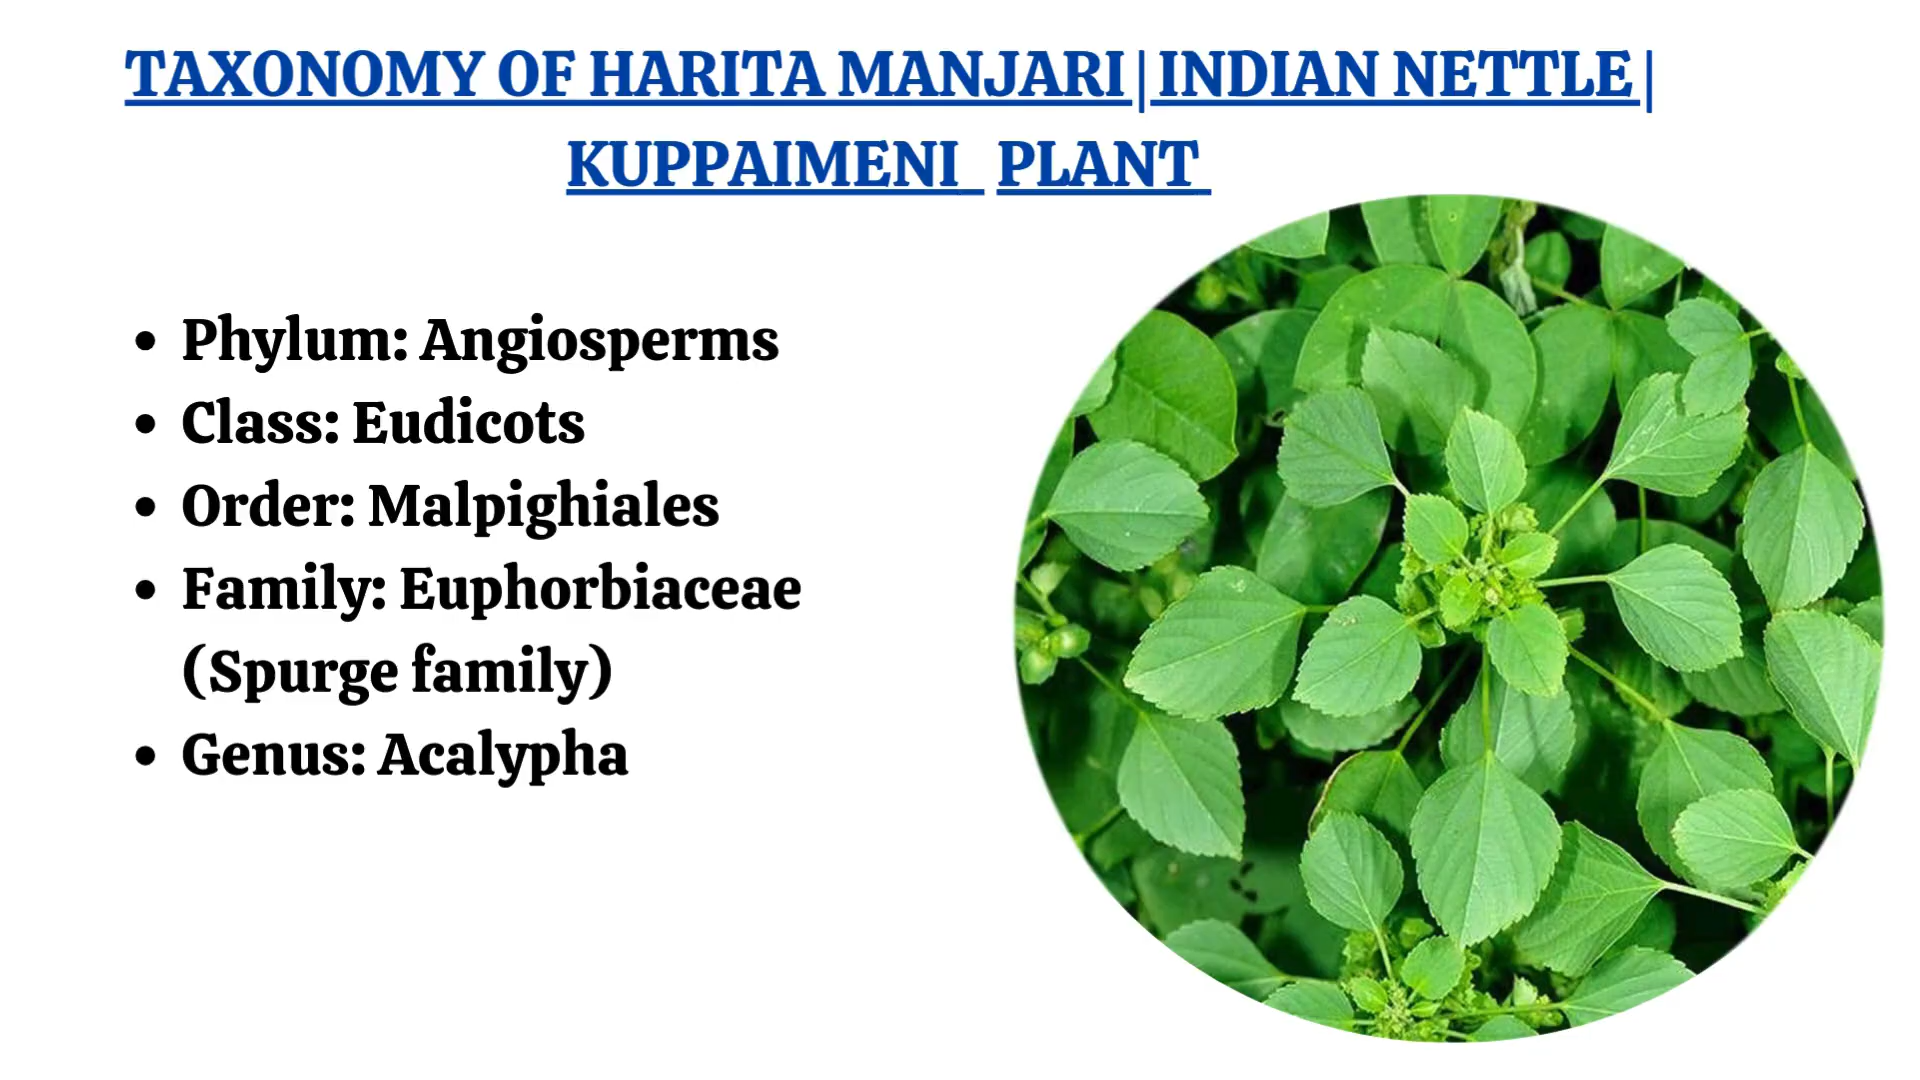 TAXONOMY OF HARITA MANJARI|INDIAN NETTLE|
KUPPAIMENI PLANT
• Phylum: Angiosperms
• Class: Eudicots
• Order: Malpighiales
• Family: Euphorbiaceae
(Spurge family)
• Genus: Acalypha